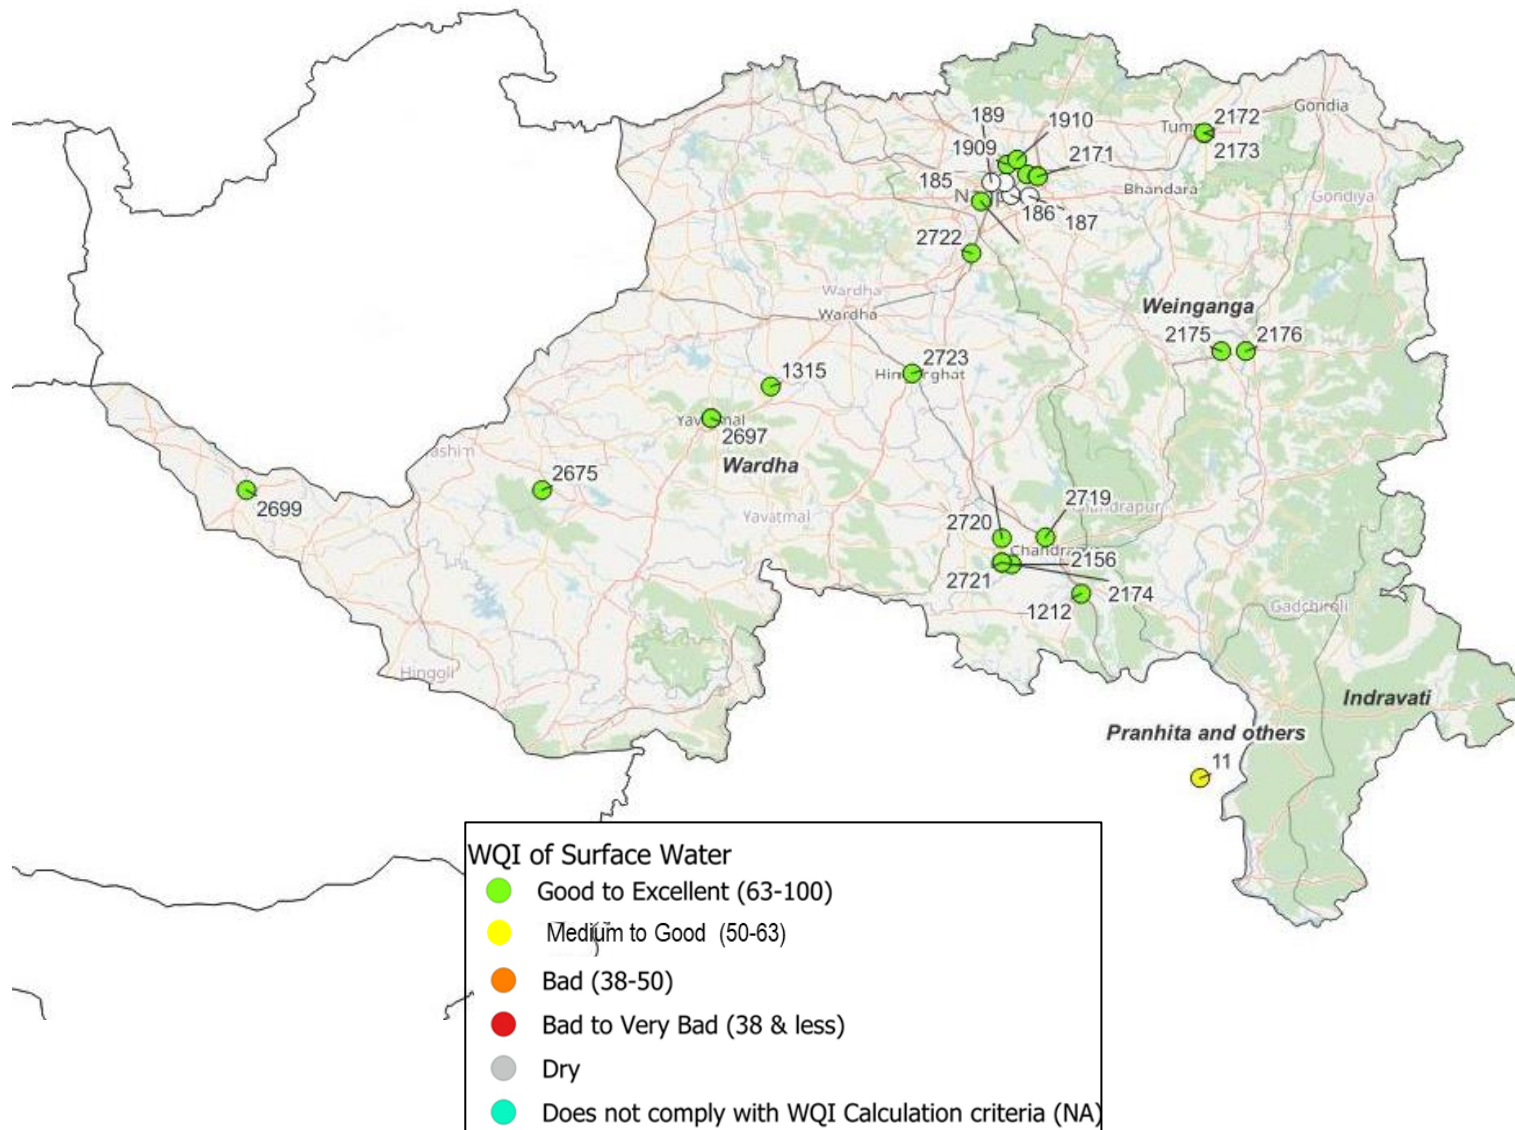 Gondia
189
1910
Tum
2172
1909
2171
2173
185
Bhandara
Gondiya
186
187
2722
Wardha
Weinganga
Wardha
2175
2176
2723
1315
2697
Wardha
2675
2699
2719
Yavatmal
2720
2156
2721
2174
1212
Gadchiroli
Hingoli
Indravati
Pranhita and others
11
WQI of Surface Water
Good to Excellent (63-100)
Medium to Good (50-63)
Bad (38-50)
Bad to Very Bad (38 & less)
Dry
Does not comply with WQI Calculation criteria (NA)